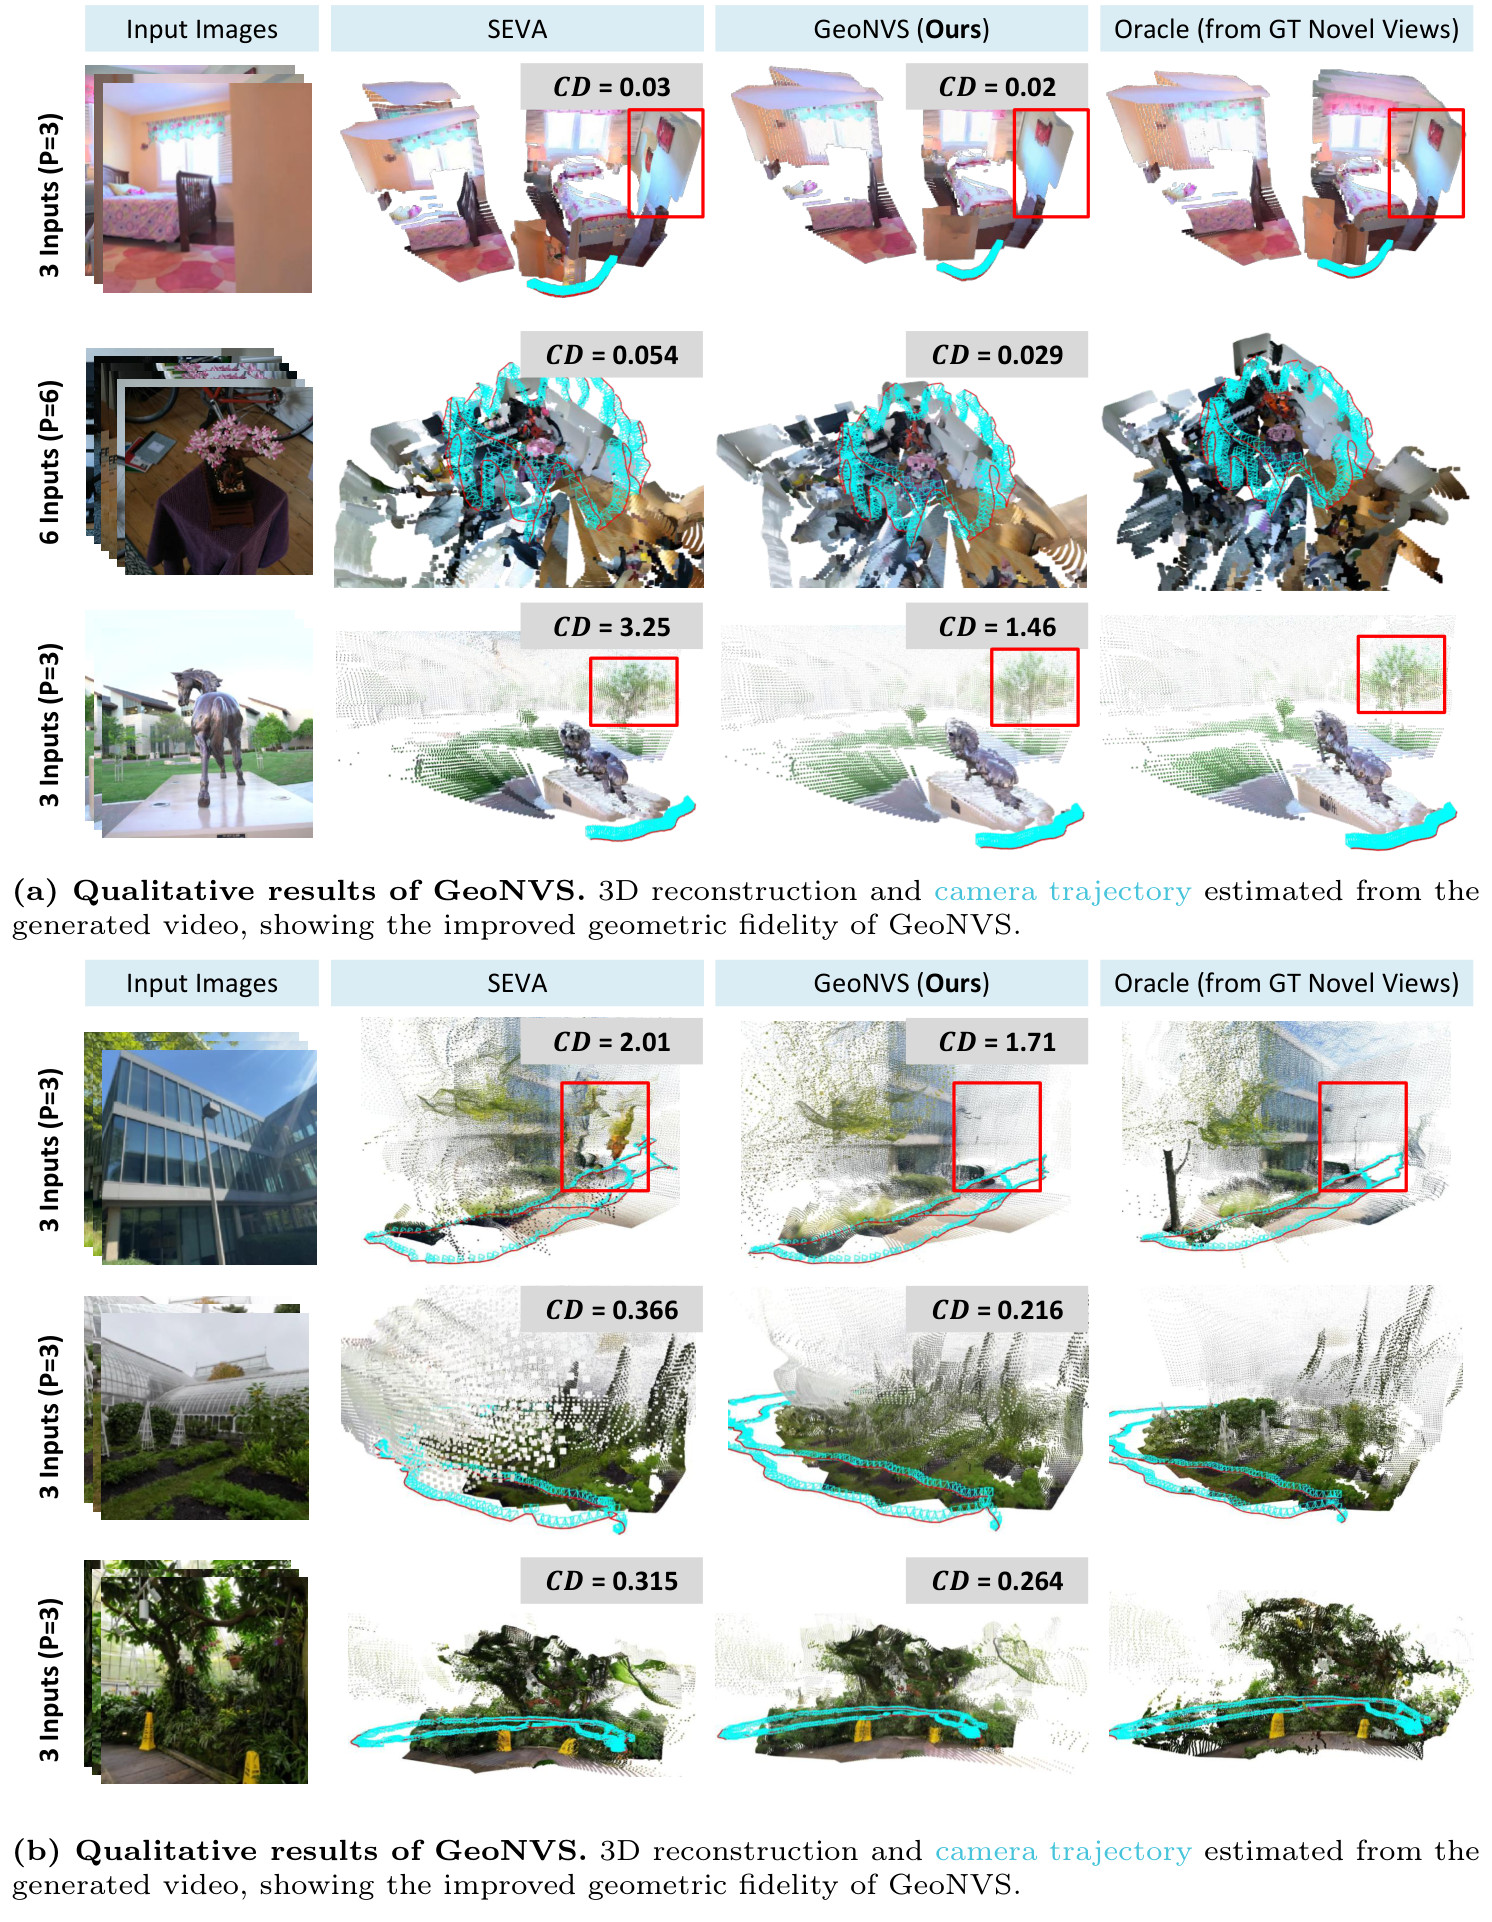 Input Images
SEVA
GeoNVS (Ours)
Oracle (from GT Novel Views)
3 Inputs (P=3)
CD = 0.03
CD = 0.02
6 Inputs (P=6)
CD = 0.054
CD = 0.029
3 Inputs (P=3)
CD = 3.25
CD = 1.46
(a) Qualitative results of GeoNVS. 3D reconstruction and camera trajectory estimated from the
generated video, showing the improved geometric fidelity of GeoNVS.
Input Images
SEVA
GeoNVS (Ours)
Oracle (from GT Novel Views)
3 Inputs (P=3)
CD = 2.01
CD = 1.71
3 Inputs (P=3)
CD = 0.366
CD = 0.216
3 Inputs (P=3)
CD = 0.315
CD = 0.264
(b) Qualitative results of GeoNVS. 3D reconstruction and camera trajectory estimated from the
generated video, showing the improved geometric fidelity of GeoNVS.